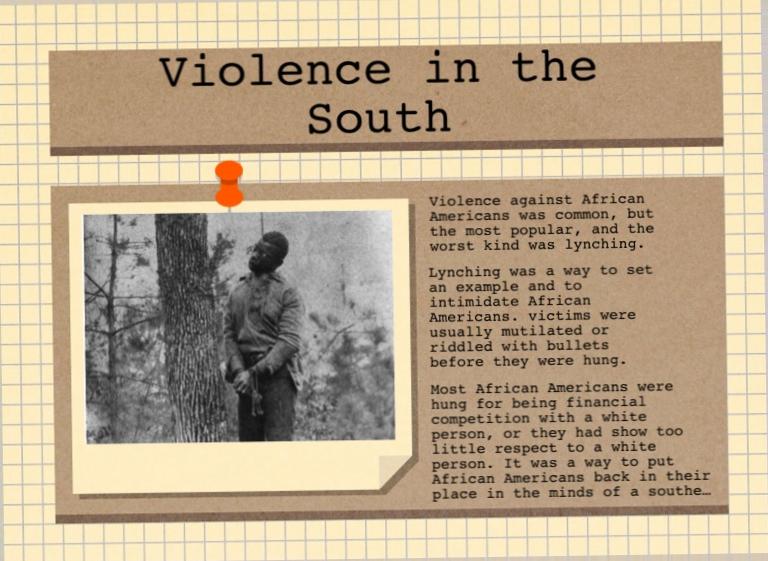 Violence in the
South
Violence against African
Americans was common, but
the most popular, and the
worst kind was lynching.
Lynching was a way to set
an example and to
intimidate African
Americans. victims were
usually mutilated or
riddled with bullets
before they were hung.
Most African Americans were
hung for being financial
competition with a white
person, or they had show too
little respect to a white
person. It was a way to put
African Americans back in their
place in the minds of a southe…